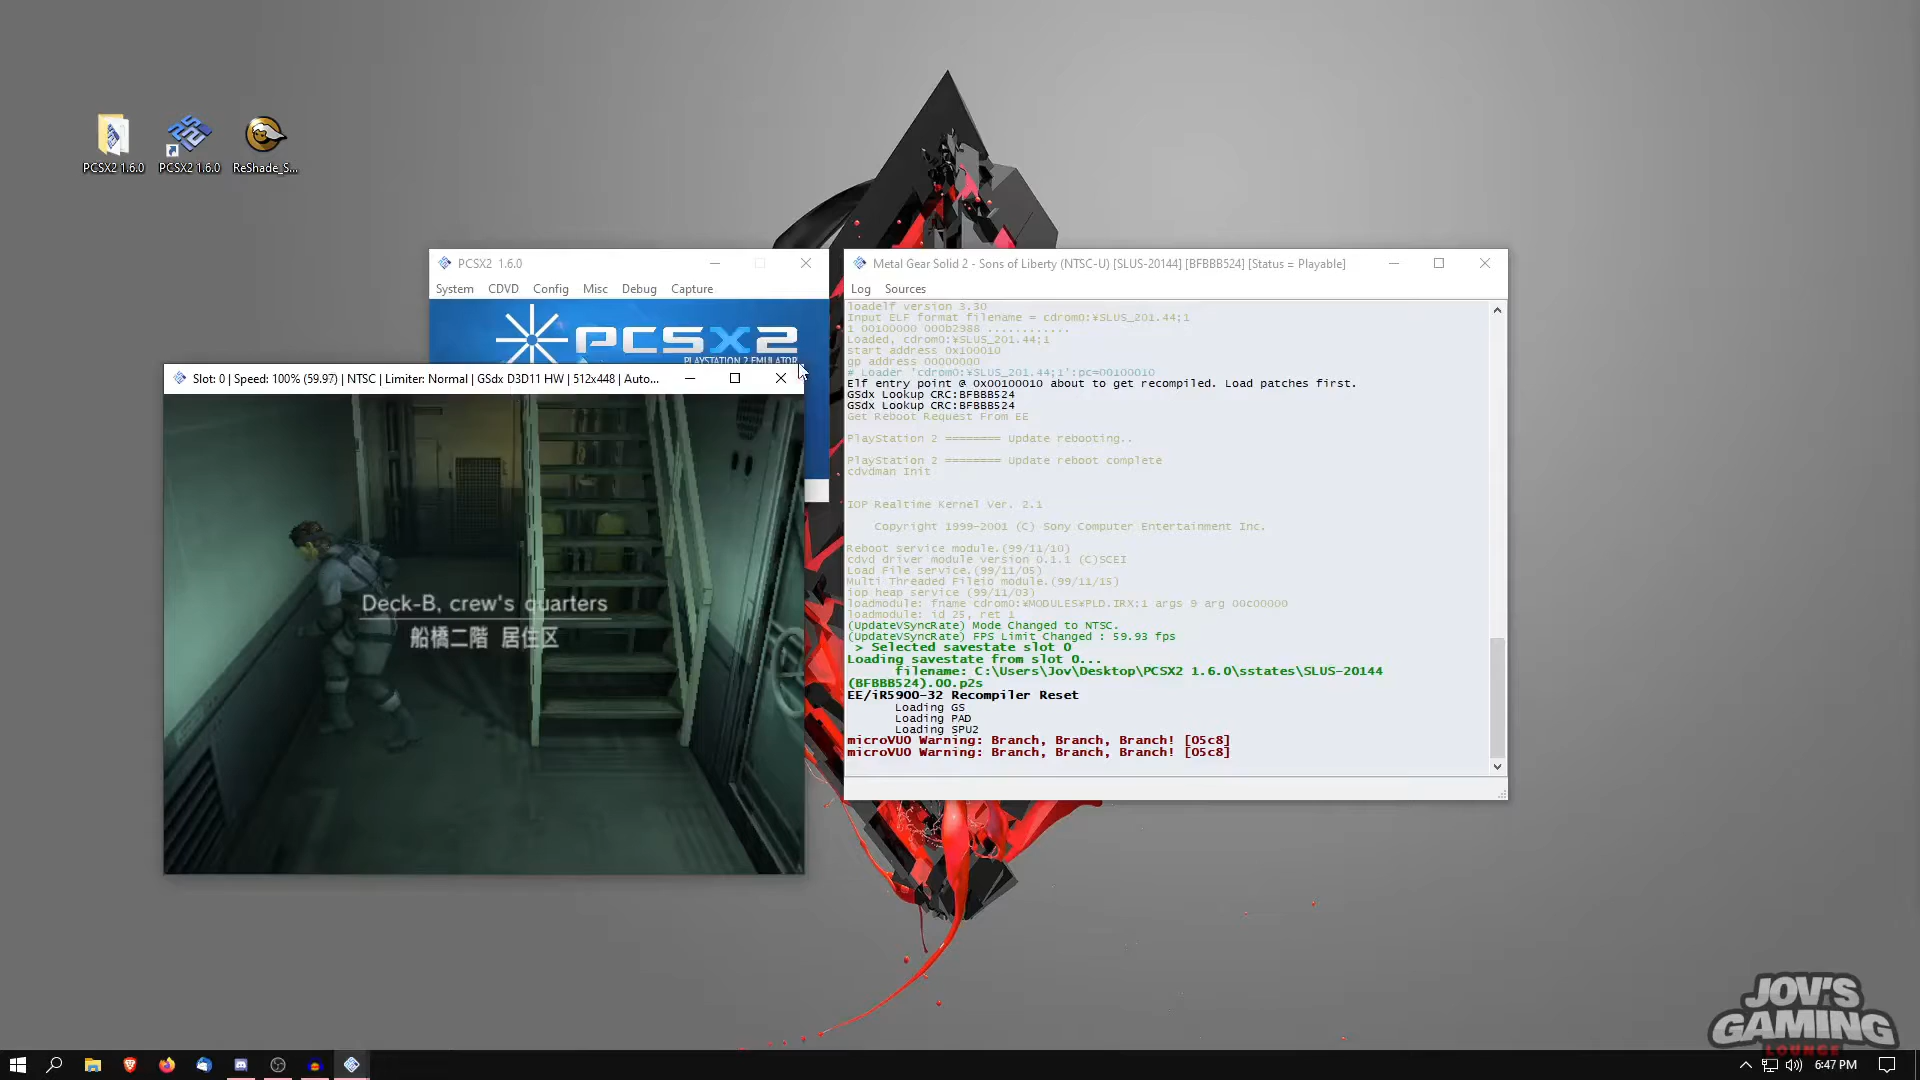 PCSX2 1.6.0
PCSX2 1.6.0
ReShade_S...
PCSX2 1.6.0
System CDVD Config Misc Debug Capture
PCSX2
PLAYSTATION 2 EMULATOR
Slot: 0 | Speed: 100% (59.97) | NTSC | Limiter: Normal | GSdx D3D11 HW | 512x448 | Auto...
Deck-B, crew's quarters
船橋二階 居住区
Metal Gear Solid 2 - Sons of Liberty (NTSC-U) [SLUS-20144] [BFBBB524] [Status = Playable]
Log Sources
loadelf version 3.30
Input ELF format filename = cdrom0:¥SLUS_201.44;1
1 00100000 000b2988 ............
Loaded, cdrom0:¥SLUS_201.44;1
start address 0x100010
gp address 00000000
# Loader 'cdrom0:¥SLUS_201.44;1':pc=00100010
Elf entry point @ 0x00100010 about to get recompiled. Load patches first.
GSdx Lookup CRC:BFBBB524
GSdx Lookup CRC:BFBBB524
Get Reboot Request From EE
PlayStation 2 ======== Update rebooting..
PlayStation 2 ======== Update reboot complete
cdvdman Init
IOP Realtime Kernel Ver. 2.1
Copyright 1999-2001 (C) Sony Computer Entertainment Inc.
Reboot service module.(99/11/10)
cdvd driver module version 0.1.1 (C)SCEI
Load File service.(99/11/05)
Multi Threaded Fileio module.(99/11/15)
iop heap service (99/11/03)
loadmodule: fname cdrom0:¥MODULES¥PLD.IRX;1 args 9 arg 00c00000
loadmodule: id 25, ret 1
(UpdateVSyncRate) Mode Changed to NTSC.
(UpdateVSyncRate) FPS Limit Changed : 59.93 fps
> Selected savestate slot 0
Loading savestate from slot 0...
filename: C:\Users\Jov\Desktop\PCSX2 1.6.0\sstates\SLUS-20144
(BFBBB524).00.p2s
EE/iR5900-32 Recompiler Reset
Loading GS
Loading PAD
Loading SPU2
microVU0 Warning: Branch, Branch, Branch! [05c8]
microVU0 Warning: Branch, Branch, Branch! [05c8]
JOV'S
GAMING
LOUNGE
6:47 PM